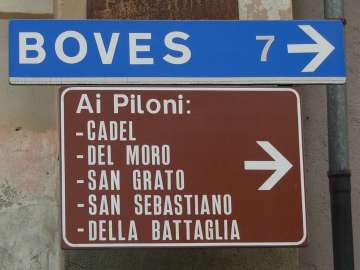 BOVES 7
Ai Piloni:
-CADEL
-DEL MORO
-SAN GRATO
-SAN SEBASTIANO
-DELLA BATTAGLIA